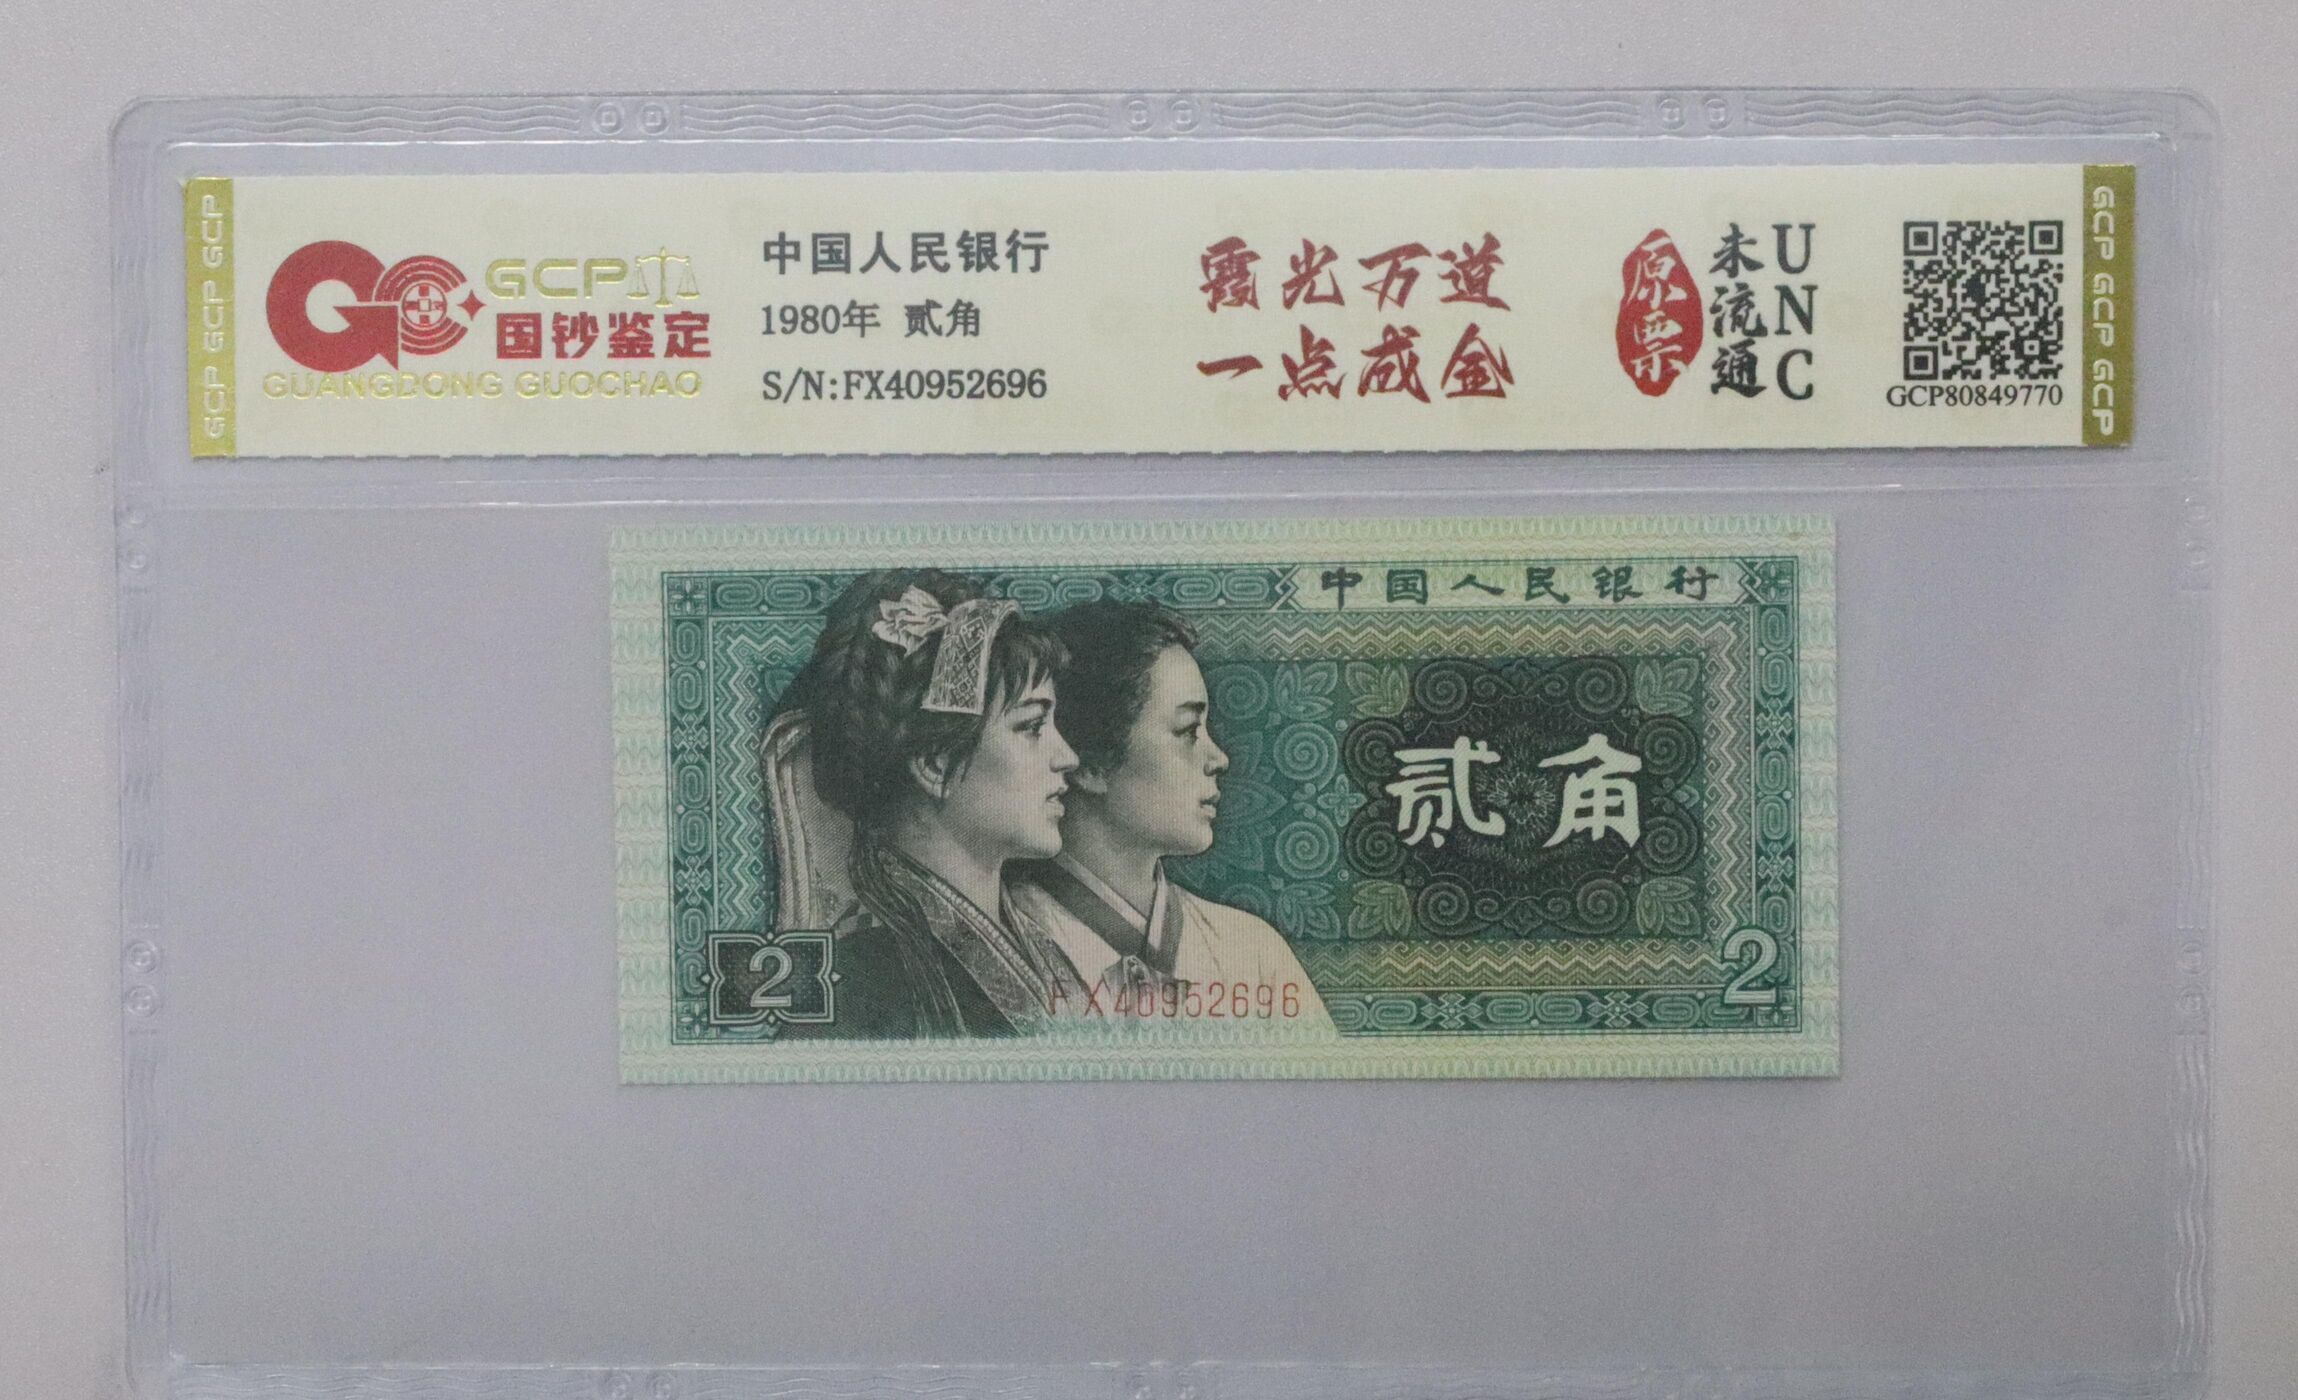 GCP GCP GCP
GCP
国钞鉴定
GUANGDONG GUOCHAO
中国人民银行
1980年 贰角
S/N:FX40952696
霞光万道
一点成金
原票
未流通
UNC
GCP80849770
GCP GCP GCP
中国人民银行
贰角
2
2
FX40952696